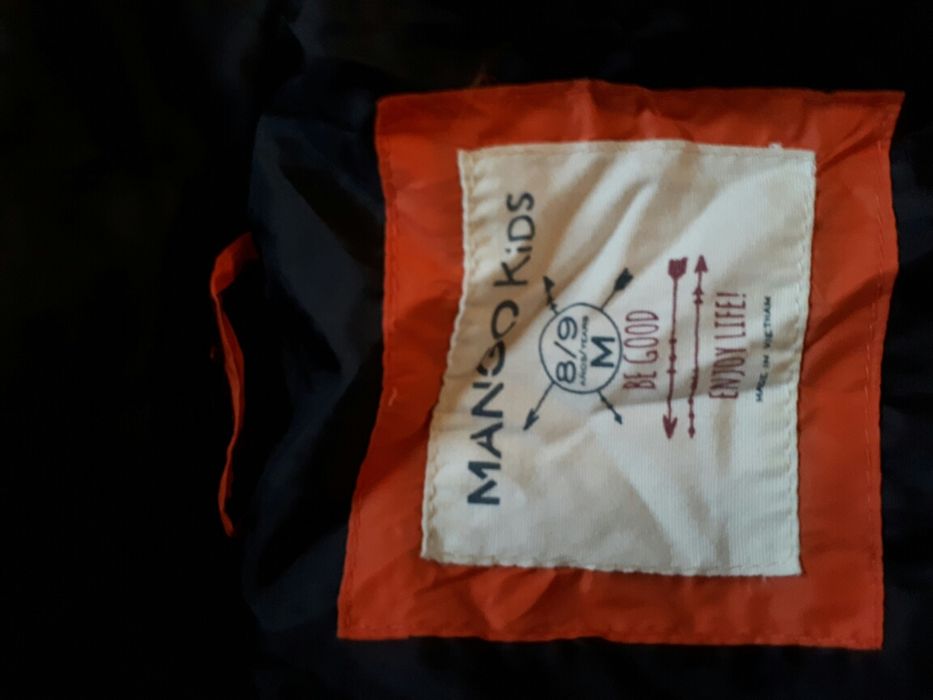 MANGO KiDS
8/9
AÑOS/YEARS
M
BE GOOD
ENJOY LIFE!
MADE IN VIETNAM